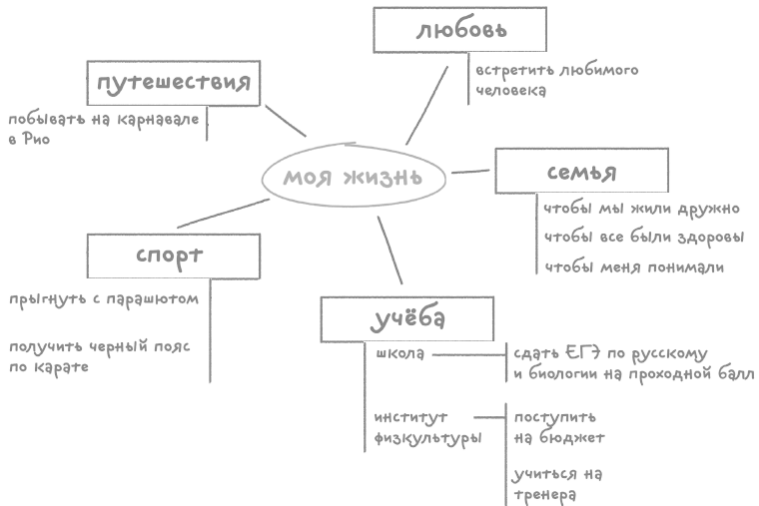 любовь
встретить любимого
человека
путешествия
побывать на карнавале
в Рио
моя жизнь
семья
чтобы мы жили дружно
чтобы все были здоровы
чтобы меня понимали
спорт
прыгнуть с парашютом
получить черный пояс
по карате
учёба
школа
сдать ЕГЭ по русскому
и биологии на проходной балл
институт
физкультуры
поступить
на бюджет
учиться на
тренера